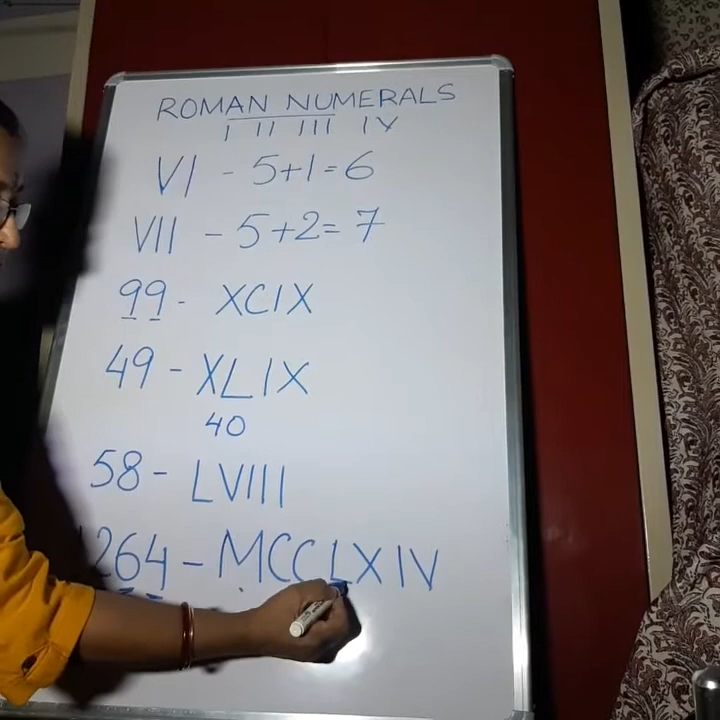 ROMAN NUMERALS
I II III IV
VI - 5+1=6
VII - 5+2=7
99 - XCIX
49 - XLIX
40
58 - LVIII
264 - MCCLXIV